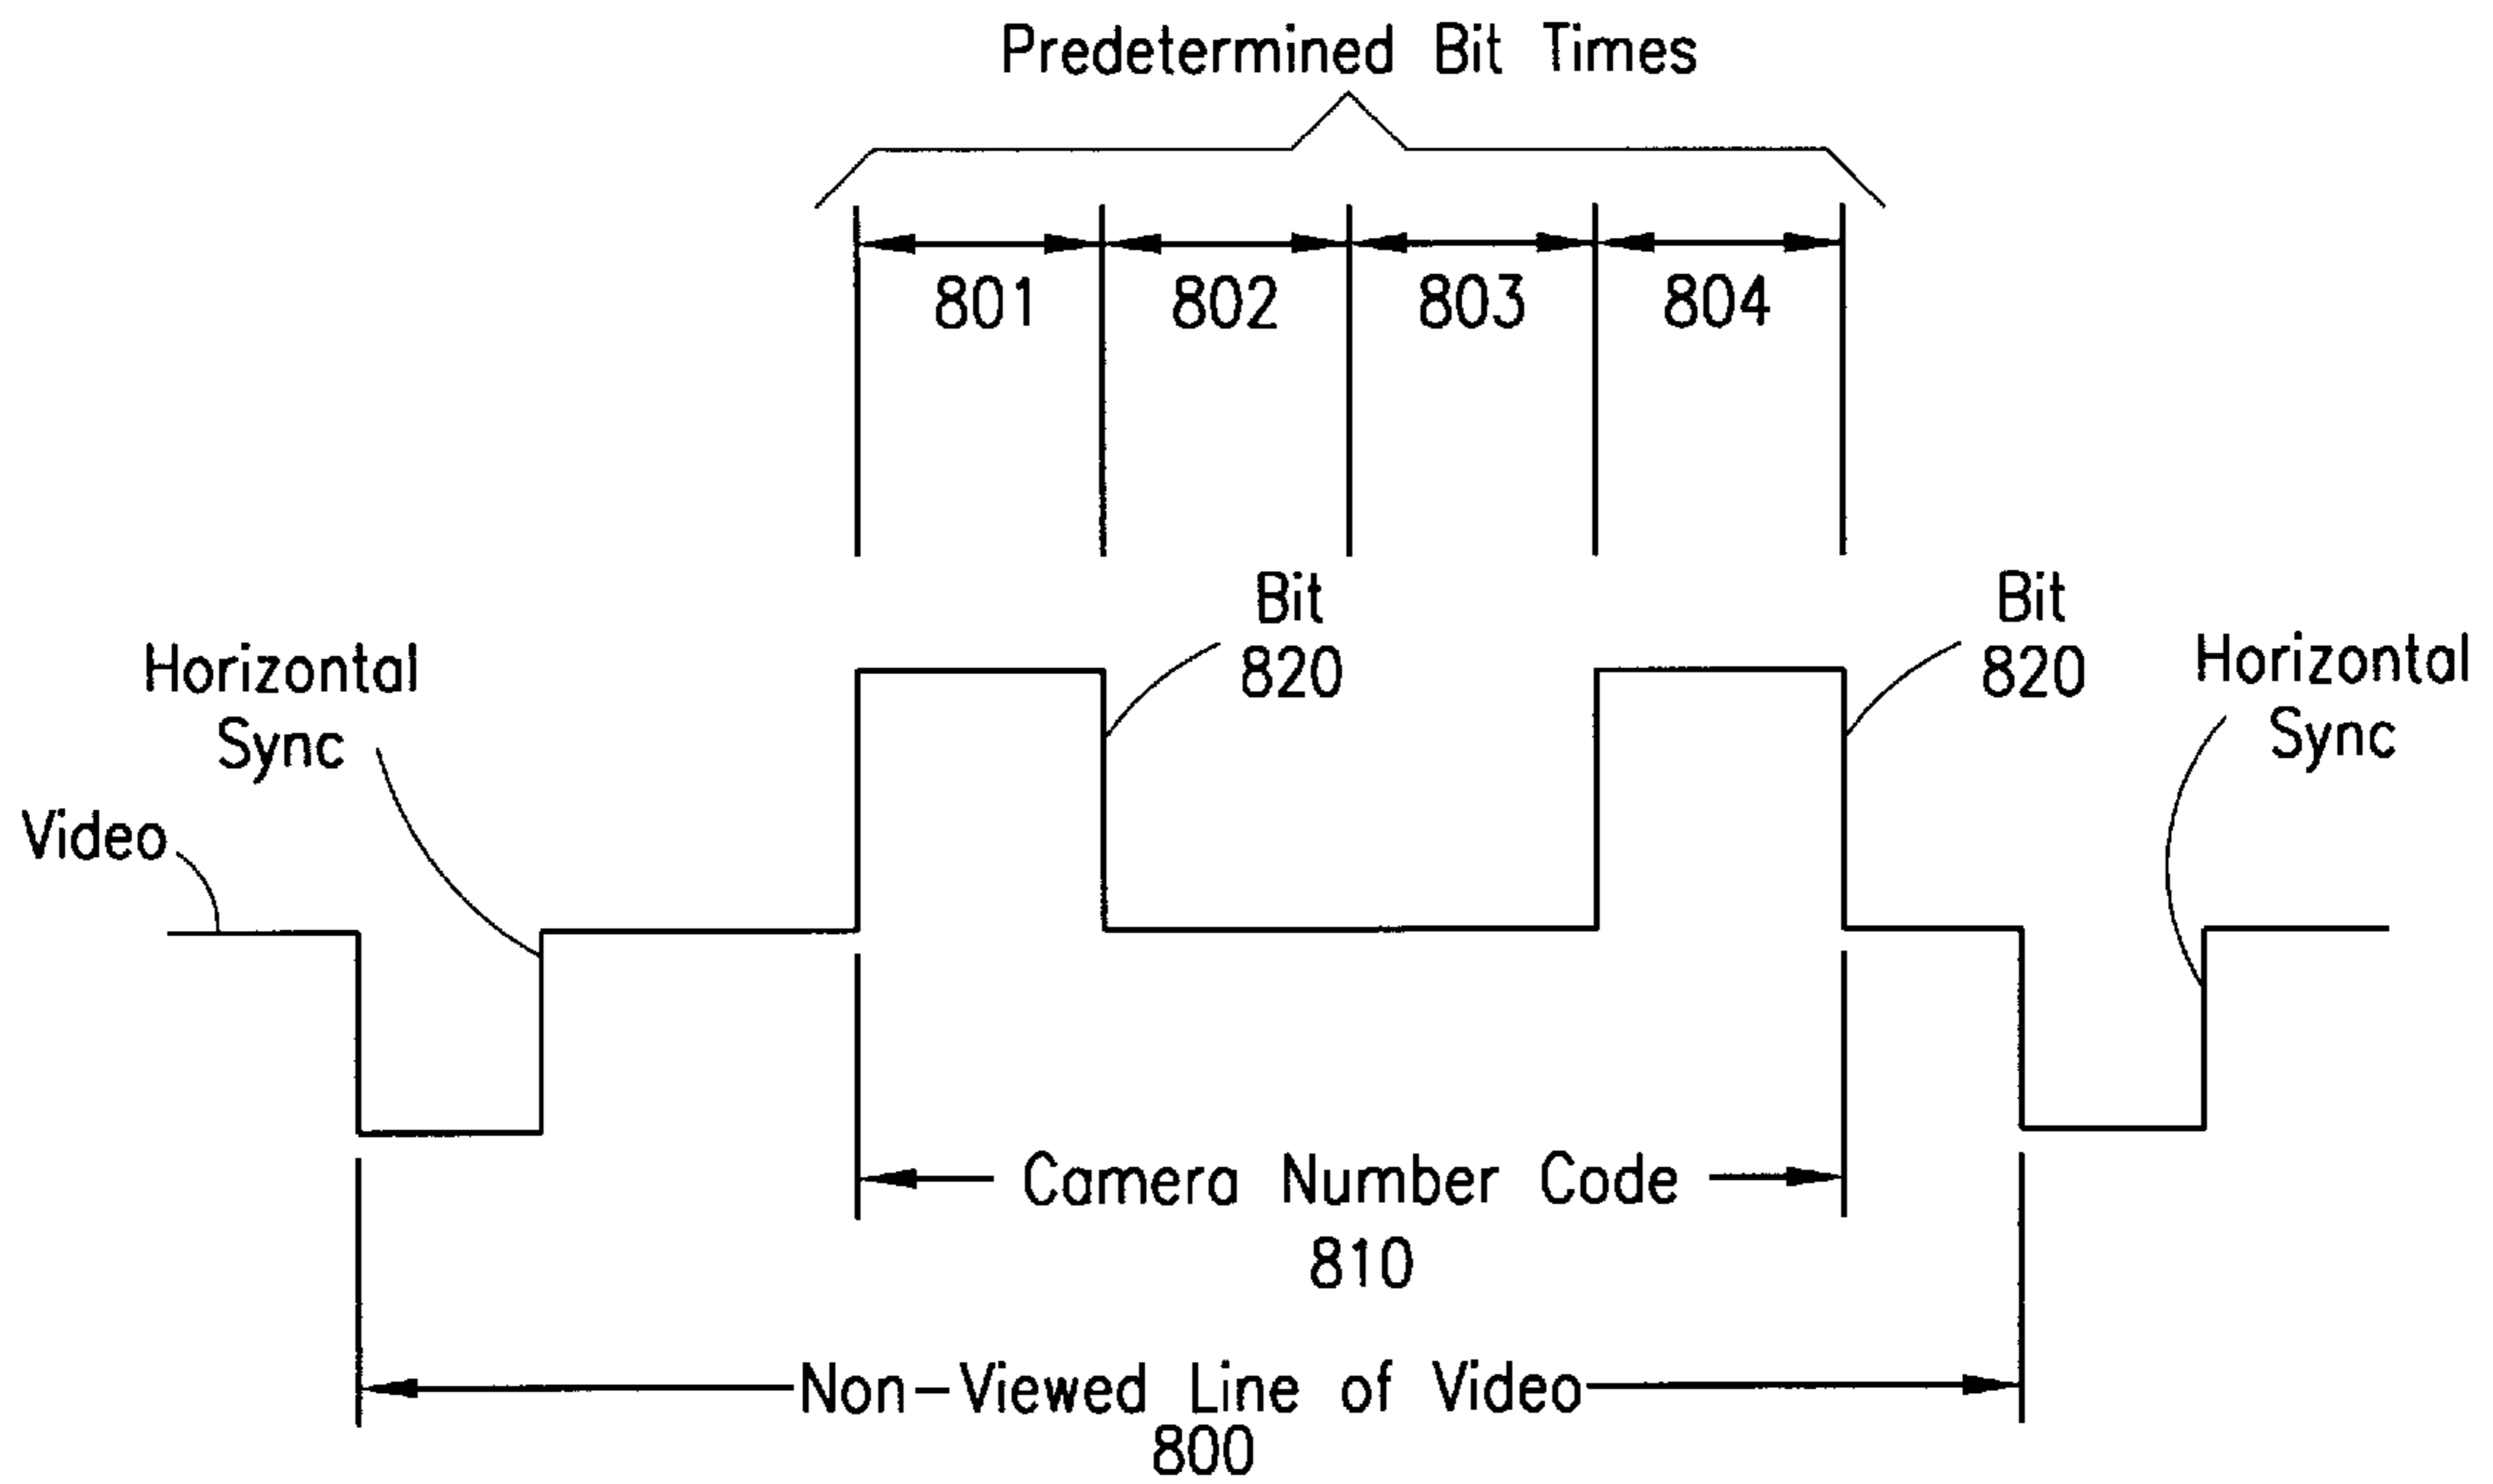 Predetermined Bit Times
801 802 803 804
Bit
820
Bit
820
Horizontal
Sync
Horizontal
Sync
Video
Camera Number Code
810
Non-Viewed Line of Video
800